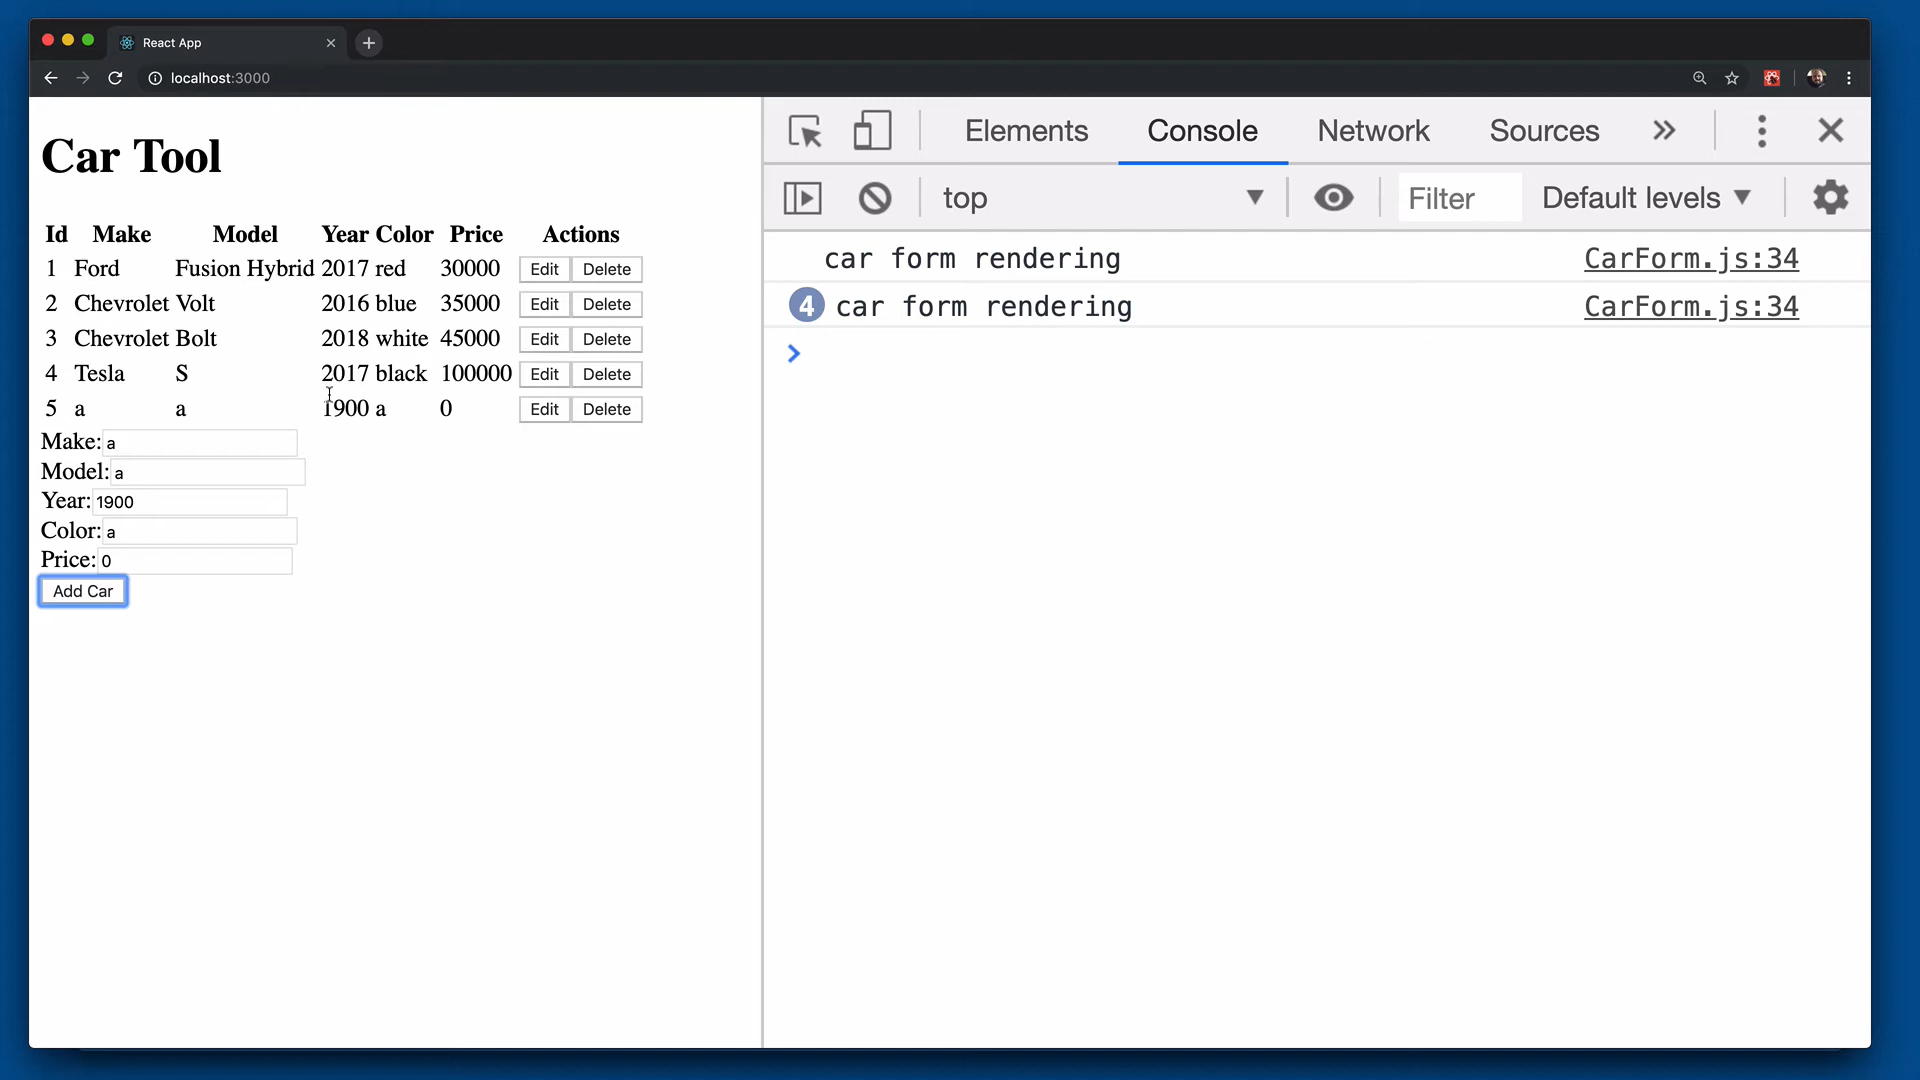 React App
localhost:3000
Car Tool
Id Make Model Year Color Price Actions
1 Ford Fusion Hybrid 2017 red 30000 Edit Delete
2 Chevrolet Volt 2016 blue 35000 Edit Delete
3 Chevrolet Bolt 2018 white 45000 Edit Delete
4 Tesla S 2017 black 100000 Edit Delete
5 a a 1900 a 0 Edit Delete
Make: a
Model: a
Year: 1900
Color: a
Price: 0
Add Car
Elements Console Network Sources
top Filter Default levels
car form rendering CarForm.js:34
4 car form rendering CarForm.js:34